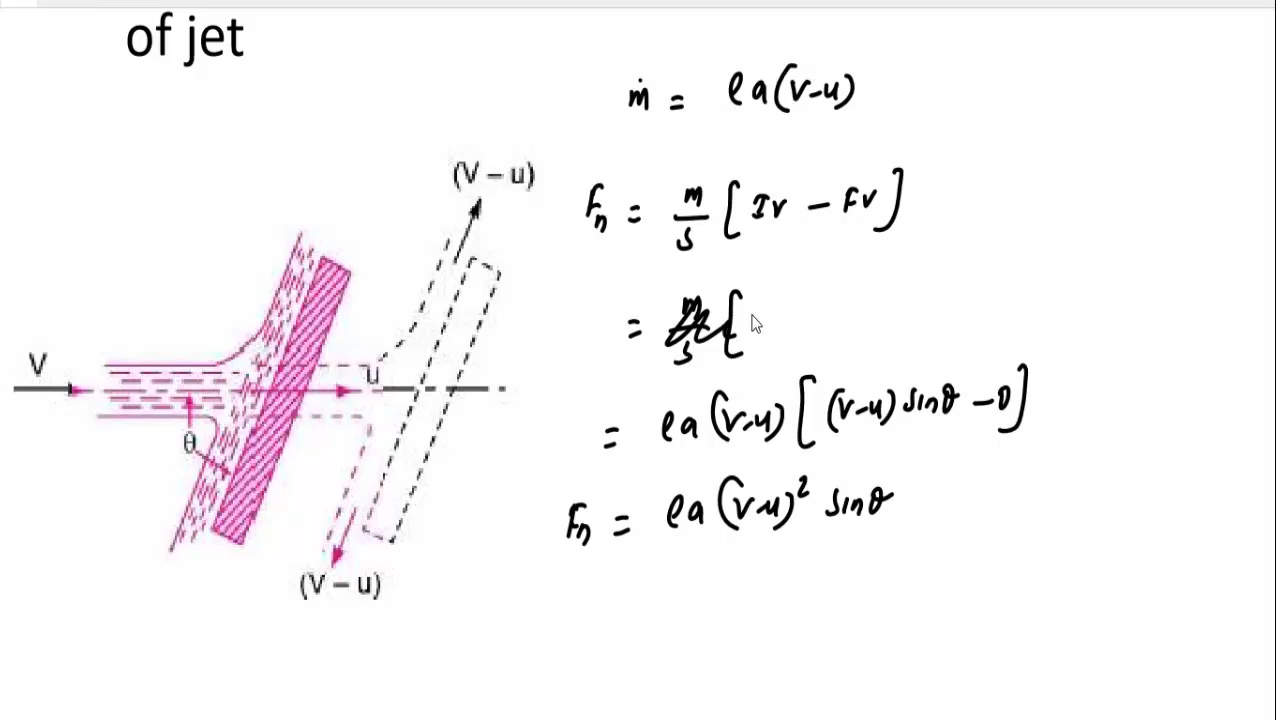 of jet
ṁ = ρa(V-u)
(V – u)
Fn = m/s [IV - FV]
= m/s [
V
u
θ
= ρa(V-u)[(V-u) sinθ - 0]
Fn = ρa(V-u)² sinθ
(V – u)